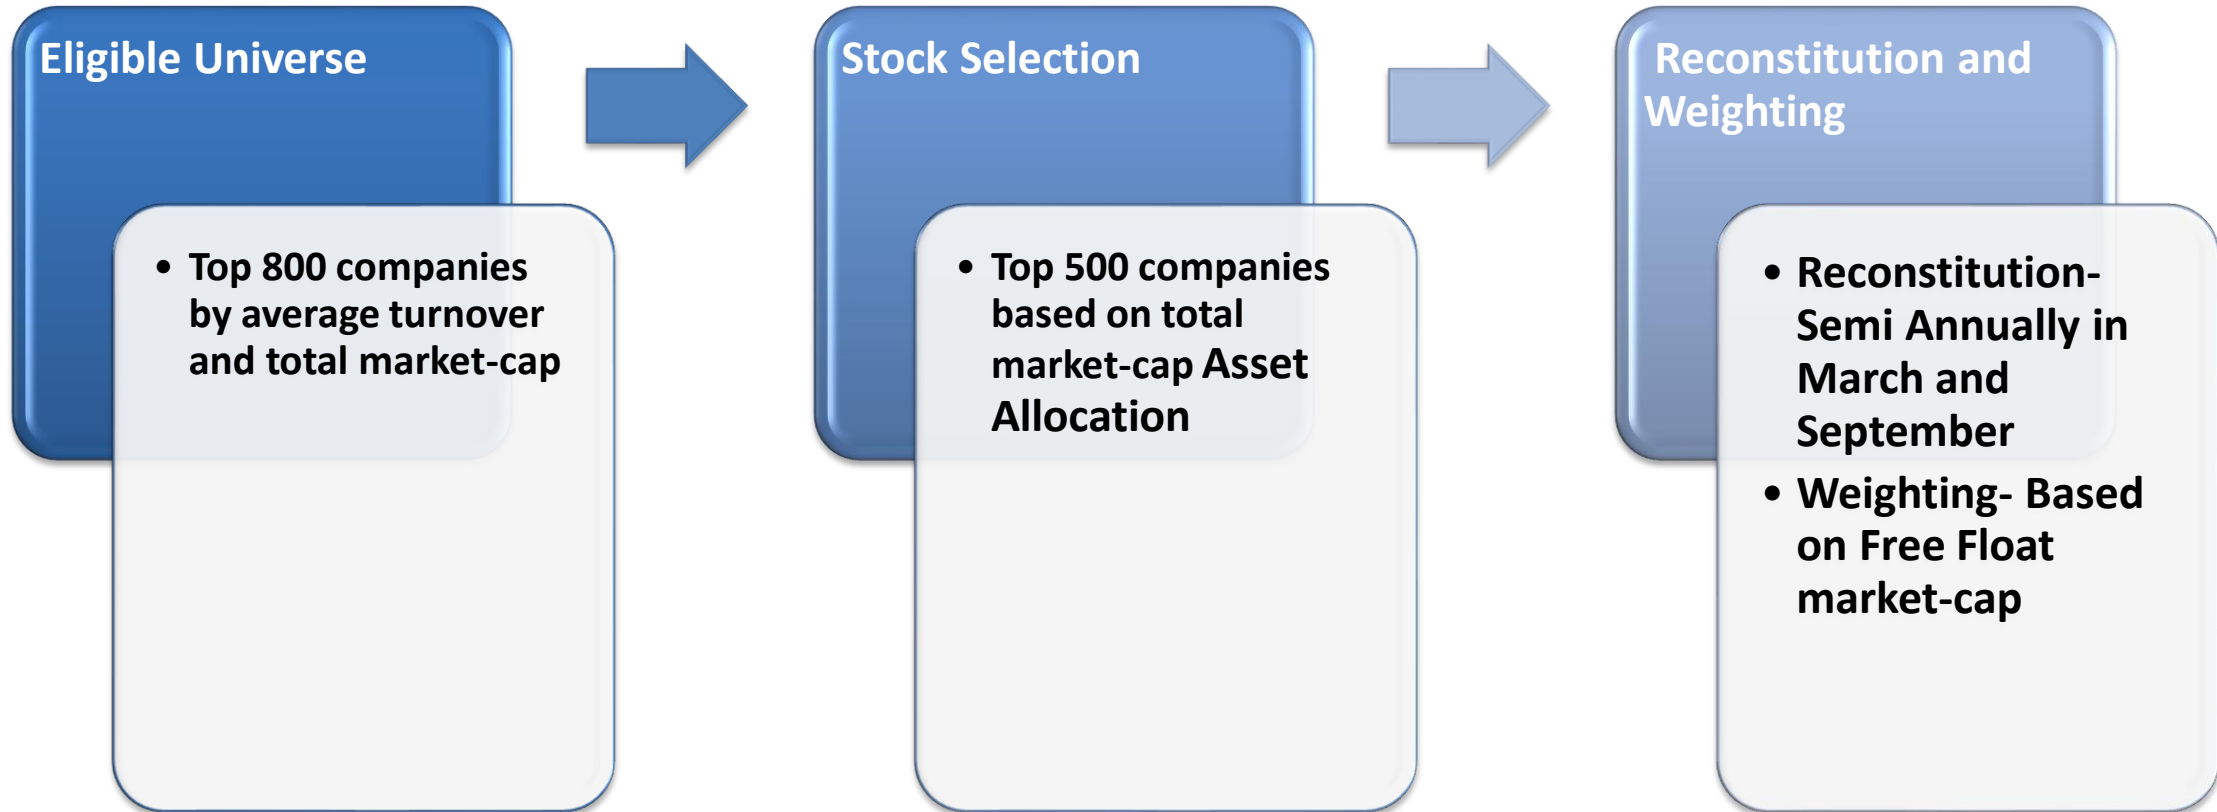 Eligible Universe
• Top 800 companies
by average turnover
and total market-cap
Stock Selection
• Top 500 companies
based on total
market-cap Asset
Allocation
Reconstitution and
Weighting
• Reconstitution-
Semi Annually in
March and
September
• Weighting- Based
on Free Float
market-cap